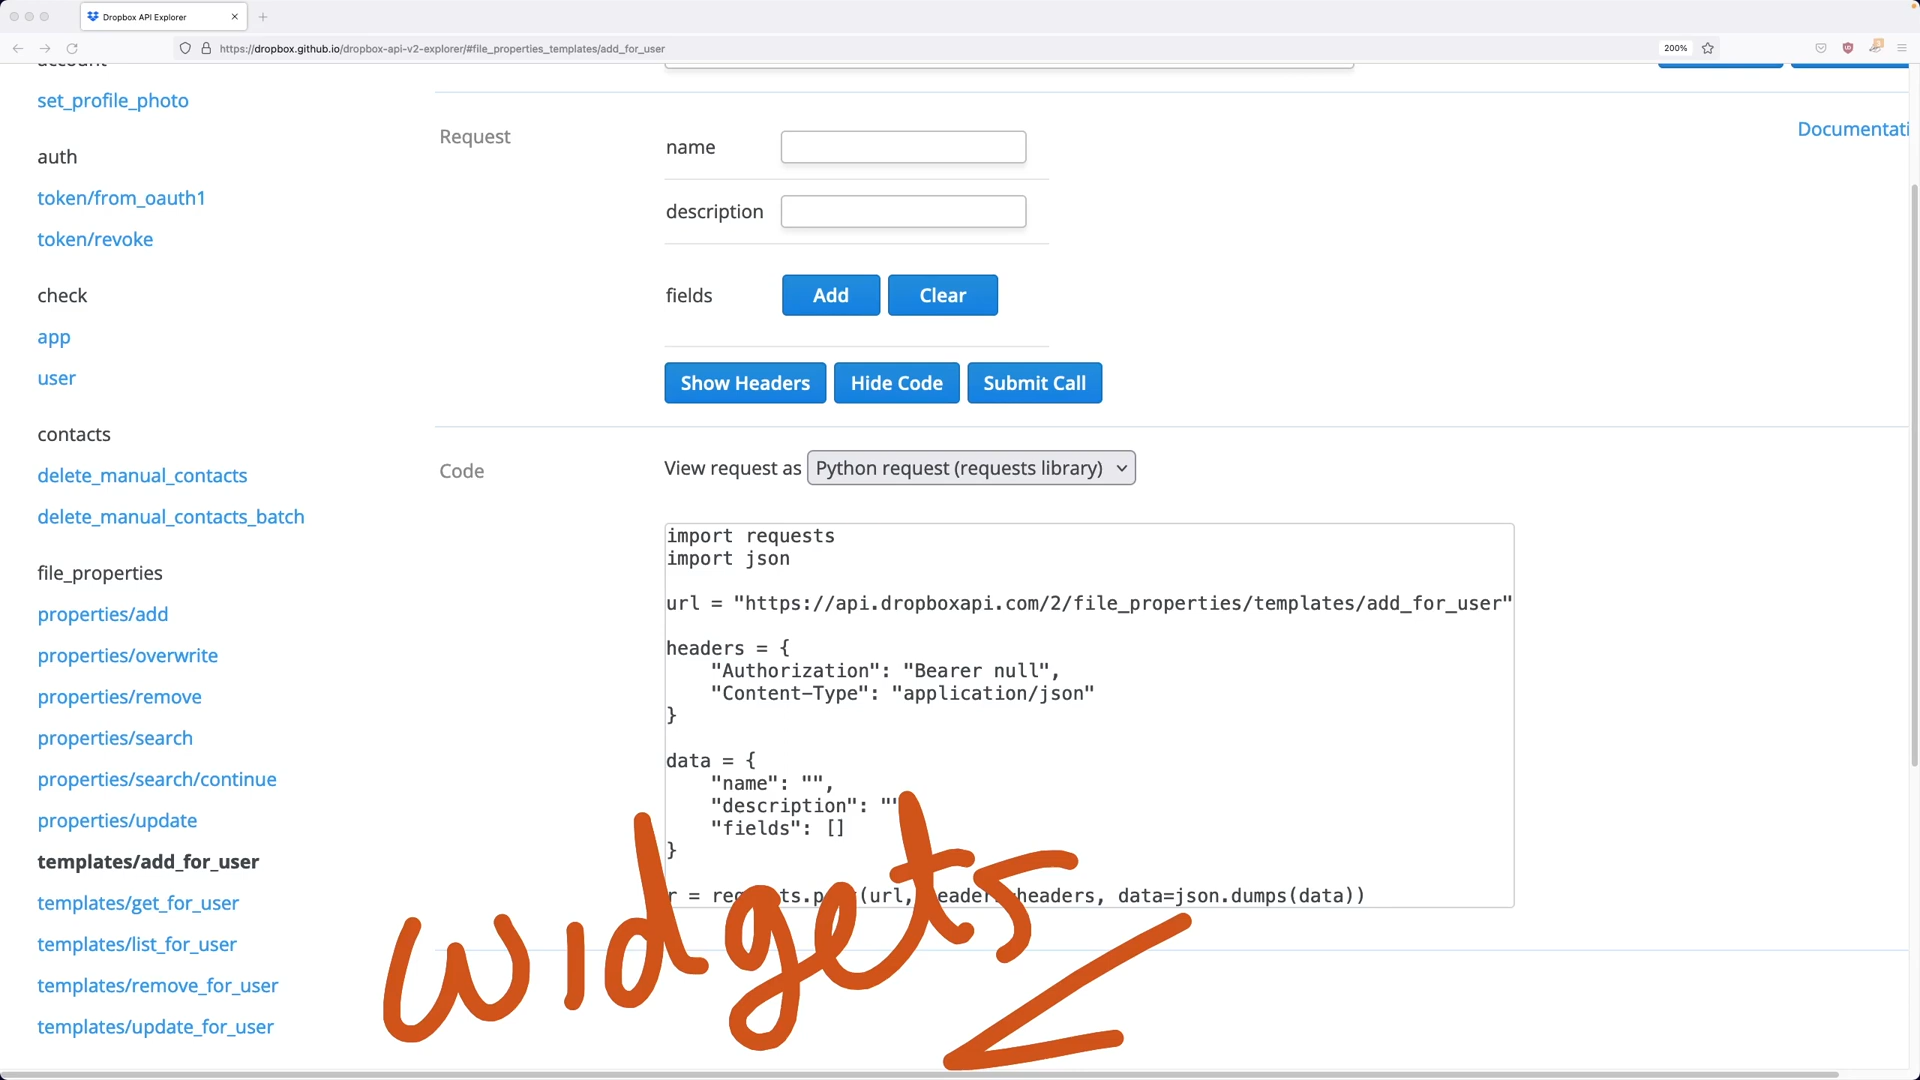 Dropbox API Explorer
https://dropbox.github.io/dropbox-api-v2-explorer/#file_properties_templates/add_for_user
200%
account
set_profile_photo
auth
token/from_oauth1
token/revoke
check
app
user
contacts
delete_manual_contacts
delete_manual_contacts_batch
file_properties
properties/add
properties/overwrite
properties/remove
properties/search
properties/search/continue
properties/update
templates/add_for_user
templates/get_for_user
templates/list_for_user
templates/remove_for_user
templates/update_for_user
Request
Documentati
name
description
fields
Add
Clear
Show Headers
Hide Code
Submit Call
Code
View request as
Python request (requests library)
import requests
import json
url = "https://api.dropboxapi.com/2/file_properties/templates/add_for_user"
headers = {
    "Authorization": "Bearer null",
    "Content-Type": "application/json"
}
data = {
    "name": "",
    "description": ""
    "fields": []
}
r = (url, headers, data=json.dumps(data))
widgets